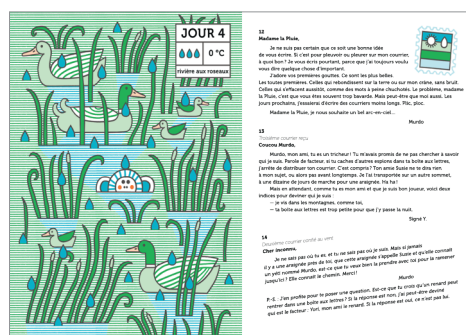 JOUR 4
0 °C
rivière aux roseaux
12
Madame la Pluie,
Je ne suis pas certain que ce soit une bonne idée
de vous écrire. Si c'est pour pleuvoir ou pleurer sur mon courrier,
à quoi bon ? Je vous écris pourtant, parce que j'ai toujours voulu
vous dire quelque chose d'important.
J'adore vos premières gouttes. Ce sont les plus belles.
Les toutes premières. Celles qui rebondissent sur la terre ou sur mon crâne, sans bruit.
Celles qui s'effacent aussitôt, comme des mots à peine chuchotés. Le problème, madame
la Pluie, c'est que vous êtes souvent trop bavarde. Mais peut-être que moi aussi. Les
jours prochains, j'essaierai d'écrire des courriers moins longs. Plic, ploc.
Madame la Pluie, je nous souhaite un bel arc-en-ciel…
Murdo
13
Troisième courrier reçu
Coucou Murdo,
Murdo, mon ami, tu es un tricheur ! Tu m'avais promis de ne pas chercher à savoir
qui je suis. Parole de facteur, si tu caches d'autres espions dans ta boîte aux lettres,
j'arrête de distribuer ton courrier. C'est compris ? Ton amie Susie ne te dira rien
à mon sujet, ou alors pas avant longtemps. Je l'ai transportée sur un autre sommet,
à une dizaine de jours de marche pour une araignée. Ha ha !
Mais en attendant, comme tu es mon ami et que je suis bon joueur, voici deux
indices pour deviner qui je suis :
— je vis dans les montagnes, comme toi,
— ta boîte aux lettres est trop petite pour que j'y passe la nuit.
Signé Y.
14
Deuxième courrier confié au vent
Cher inconnu,
Je ne sais pas où tu es, et tu ne sais pas où je suis. Mais si jamais
il y a une araignée près de toi, que cette araignée s'appelle Susie et qu'elle connaît
un yéti nommé Murdo, est-ce que tu veux bien la prendre avec toi pour la ramener
jusqu'ici ? Elle connaît le chemin. Merci !
Murdo
P.-S. : J'en profite pour te poser une question. Est-ce que tu crois qu'un renard peut
rentrer dans une boîte aux lettres ? Si la réponse est non, j'ai peut-être deviné
qui est le facteur : Yuri, mon ami le renard. Si la réponse est oui, ce n'est pas lui.